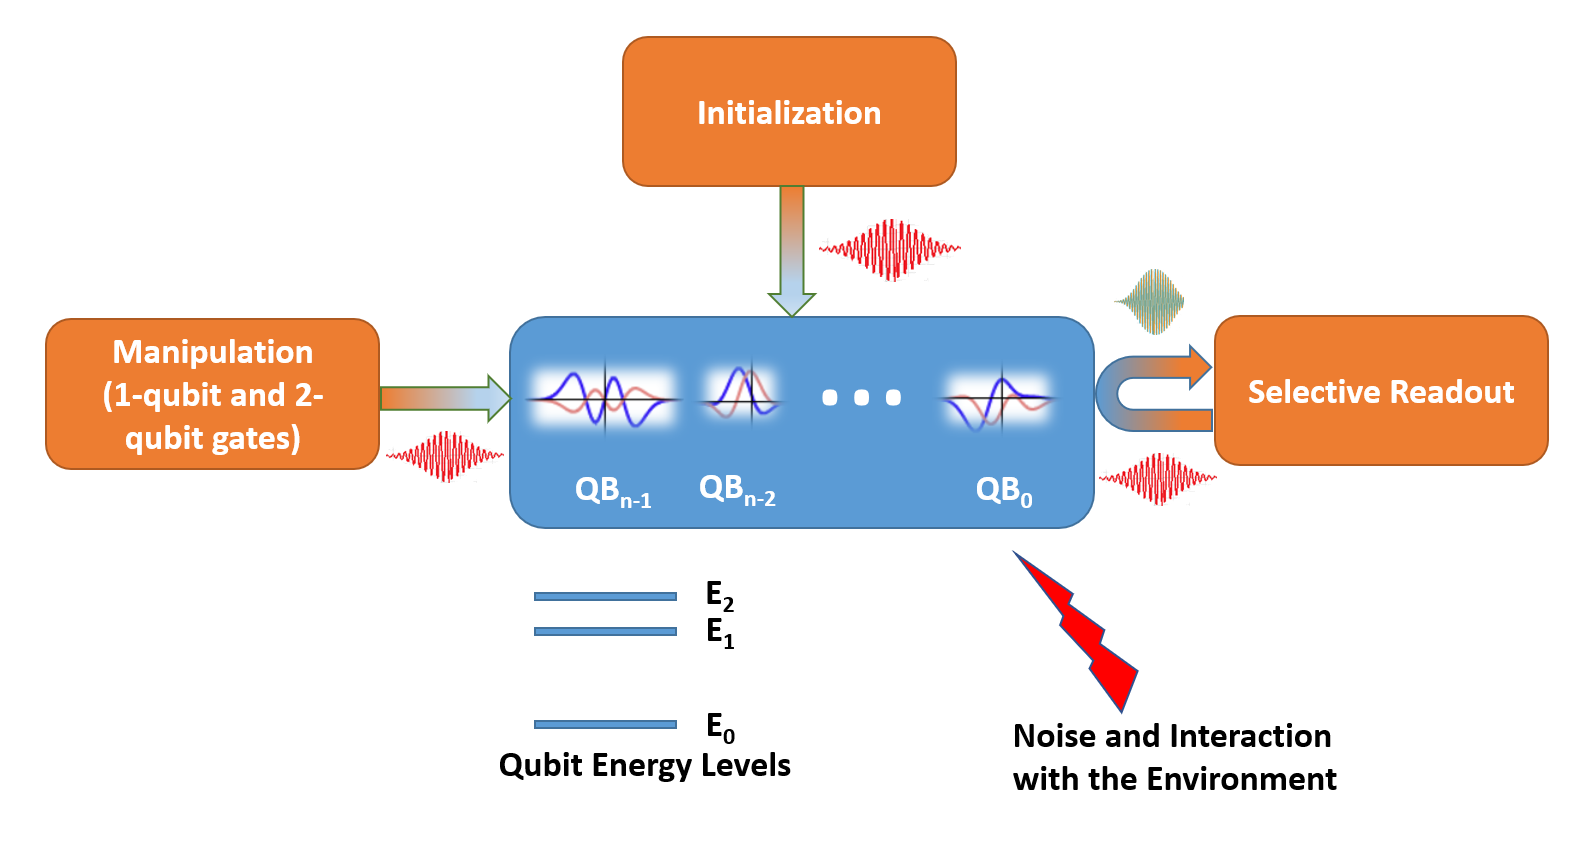 Initialization
Manipulation
(1-qubit and 2-
qubit gates)
Selective Readout
QBn-1 QBn-2 QB0
E2
E1
E0
Qubit Energy Levels
Noise and Interaction
with the Environment